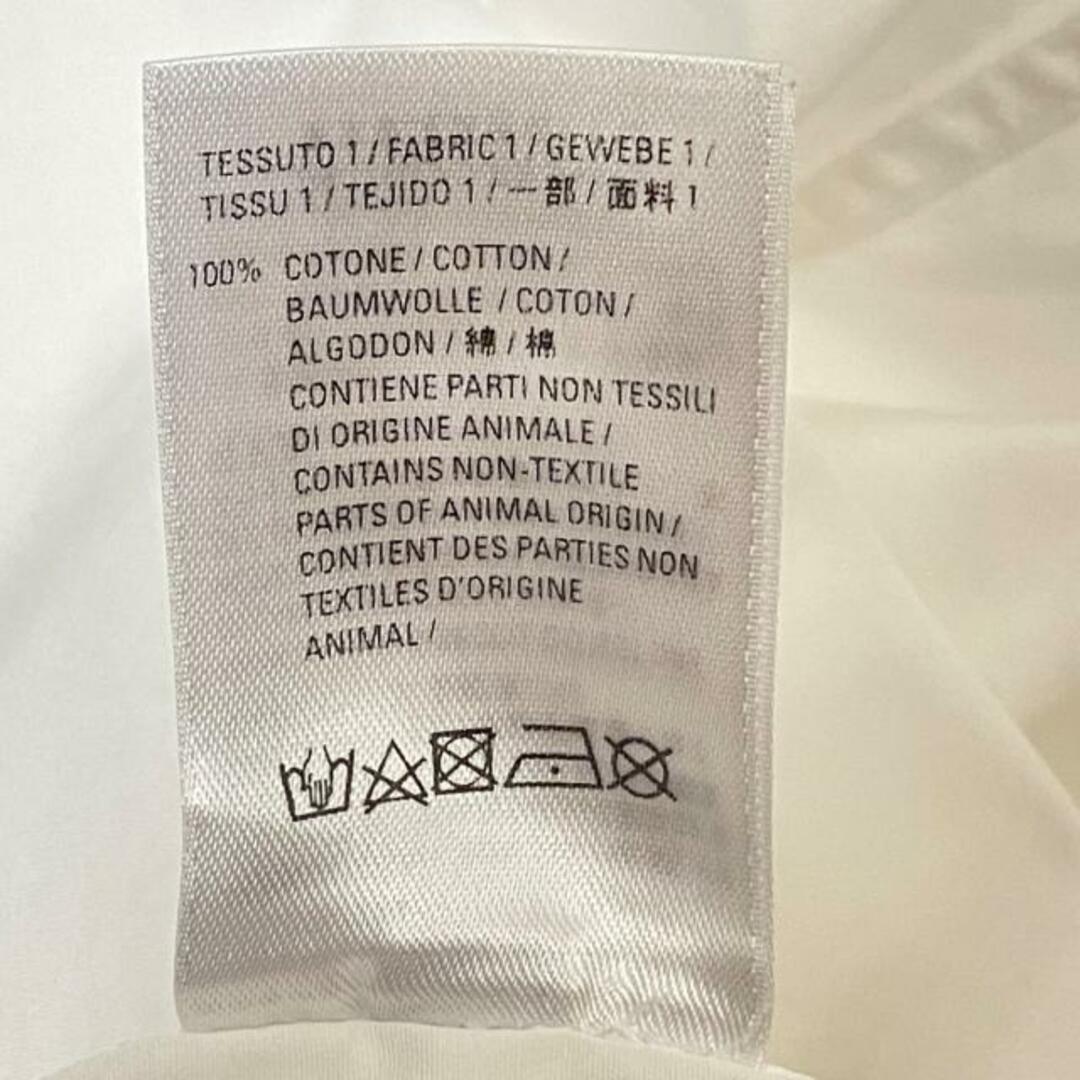 TESSUTO 1 / FABRIC 1 / GEWEBE 1 /
TISSU 1 / TEJIDO 1 / 一部 / 面料 1
100% COTONE / COTTON /
BAUMWOLLE / COTON /
ALGODON / 綿 / 棉
CONTIENE PARTI NON TESSILI
DI ORIGINE ANIMALE /
CONTAINS NON-TEXTILE
PARTS OF ANIMAL ORIGIN /
CONTIENT DES PARTIES NON
TEXTILES D'ORIGINE
ANIMAL /